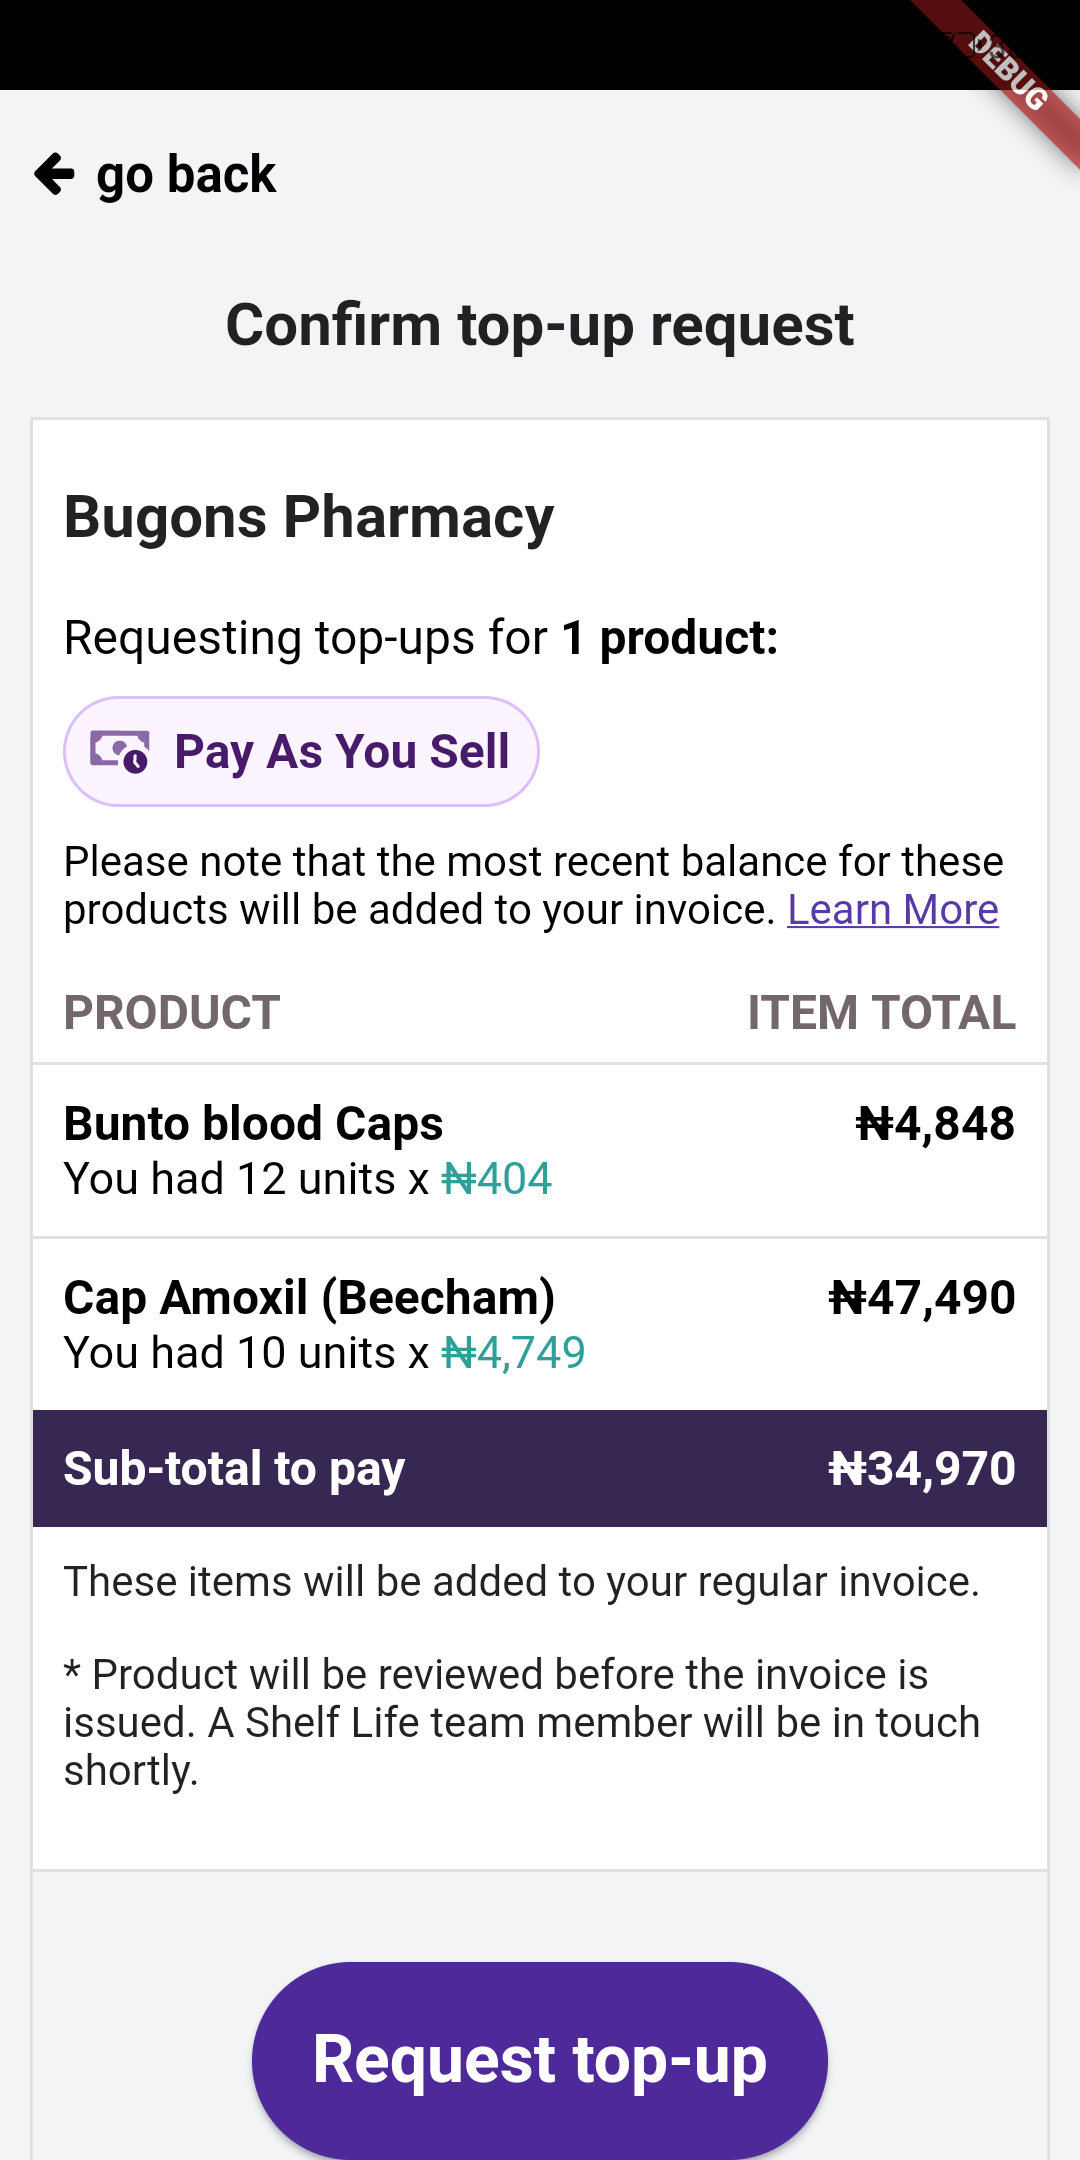 DEBUG
go back
Confirm top-up request
Bugons Pharmacy
Requesting top-ups for 1 product:
Pay As You Sell
Please note that the most recent balance for these
products will be added to your invoice. Learn More
PRODUCT ITEM TOTAL
Bunto blood Caps ₦4,848
You had 12 units x ₦404
Cap Amoxil (Beecham) ₦47,490
You had 10 units x ₦4,749
Sub-total to pay ₦34,970
These items will be added to your regular invoice.
* Product will be reviewed before the invoice is
issued. A Shelf Life team member will be in touch
shortly.
Request top-up